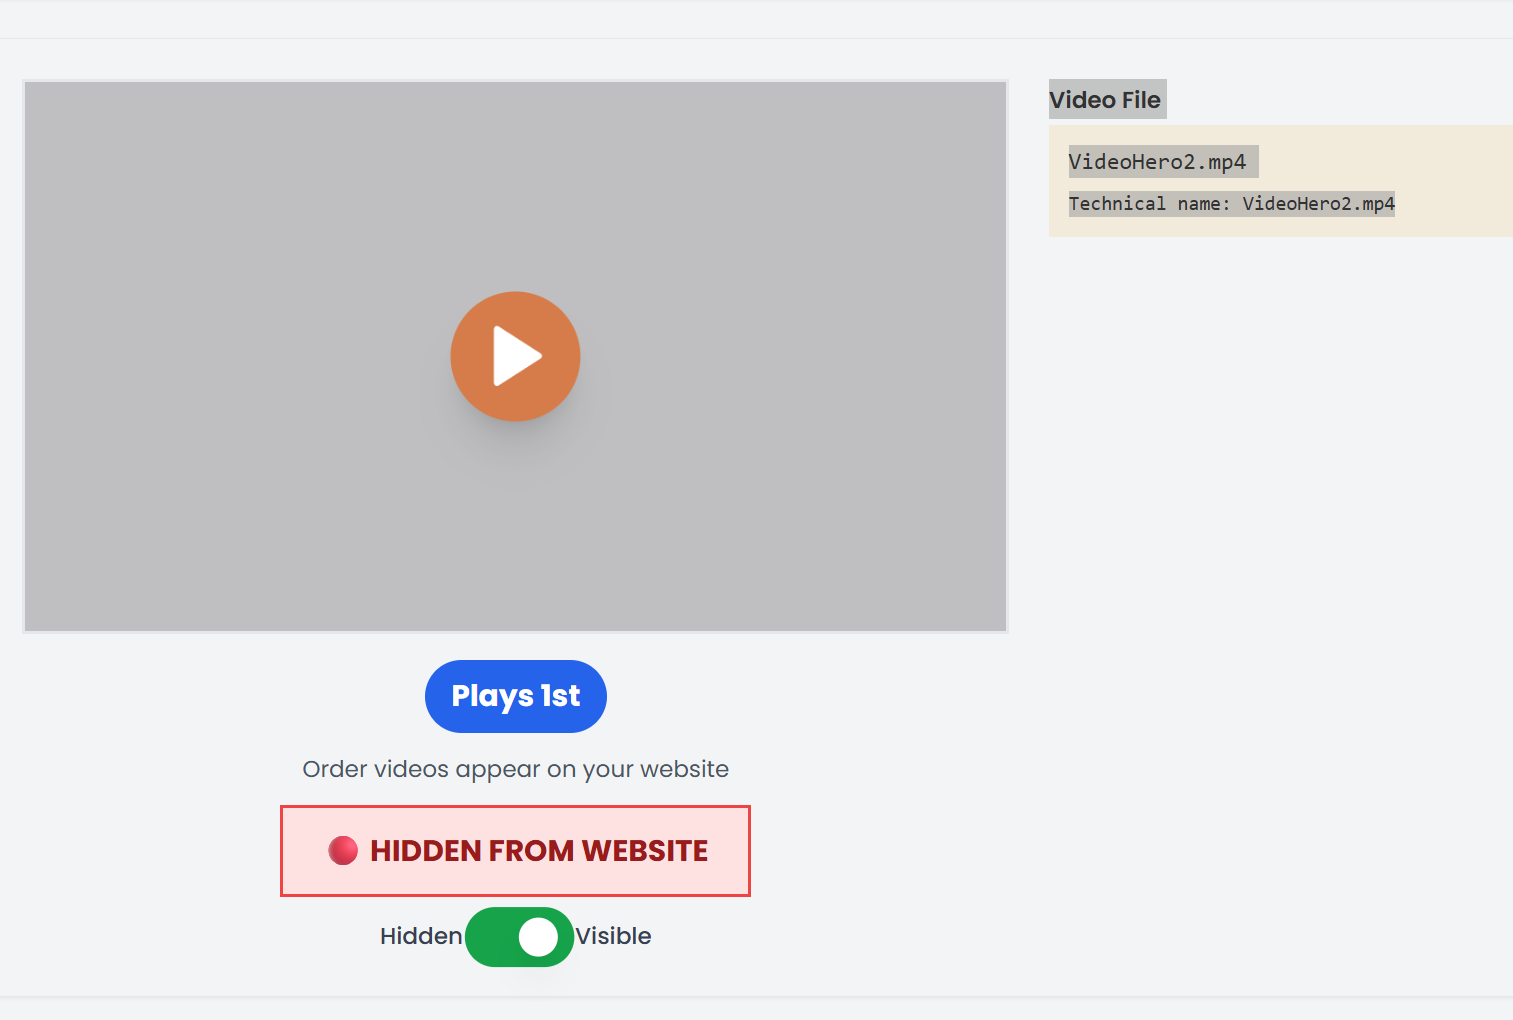 Video File
VideoHero2.mp4
Technical name: VideoHero2.mp4
Plays 1st
Order videos appear on your website
HIDDEN FROM WEBSITE
Hidden Visible